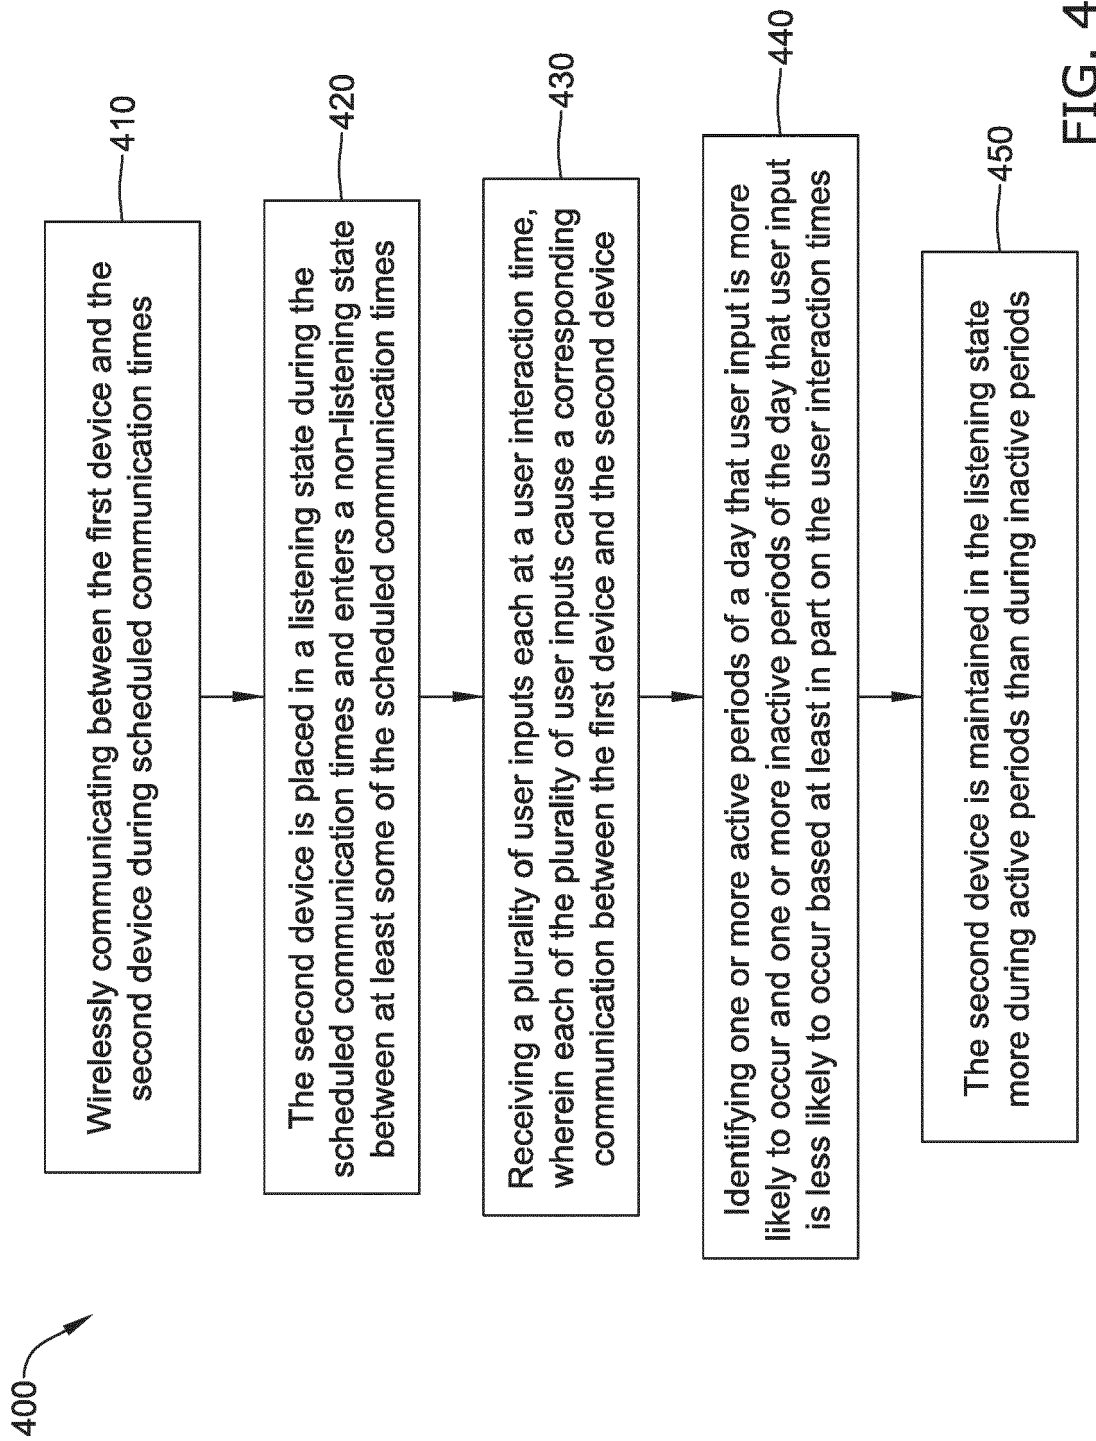 400
410
Wirelessly communicating between the first device and the
second device during scheduled communication times
420
The second device is placed in a listening state during the
scheduled communication times and enters a non-listening state
between at least some of the scheduled communication times
430
Receiving a plurality of user inputs each at a user interaction time,
wherein each of the plurality of user inputs cause a corresponding
communication between the first device and the second device
440
Identifying one or more active periods of a day that user input is more
likely to occur and one or more inactive periods of the day that user input
is less likely to occur based at least in part on the user interaction times
450
The second device is maintained in the listening state
more during active periods than during inactive periods
FIG. 4